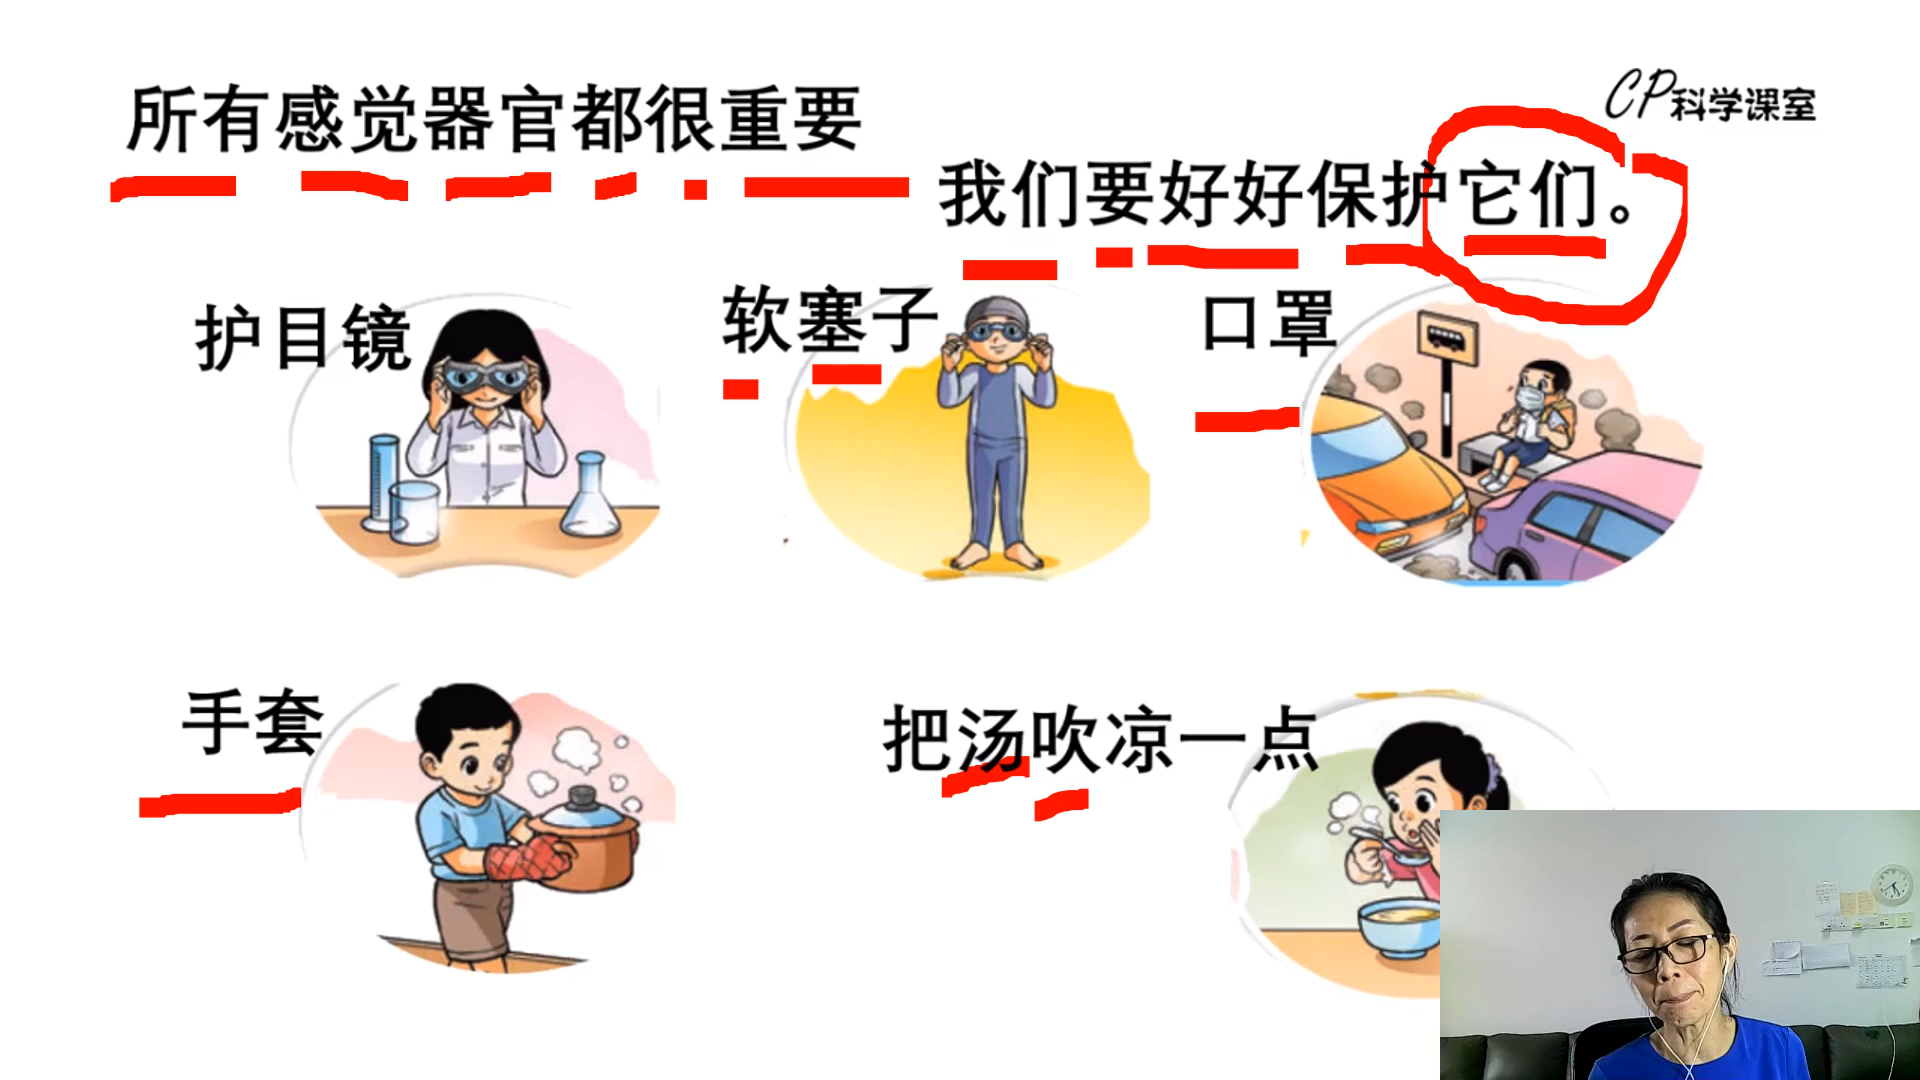 所有感觉器官都很重要
CP科学课室
我们要好好保护它们。
护目镜
软塞子
口罩
手套
把汤吹凉一点